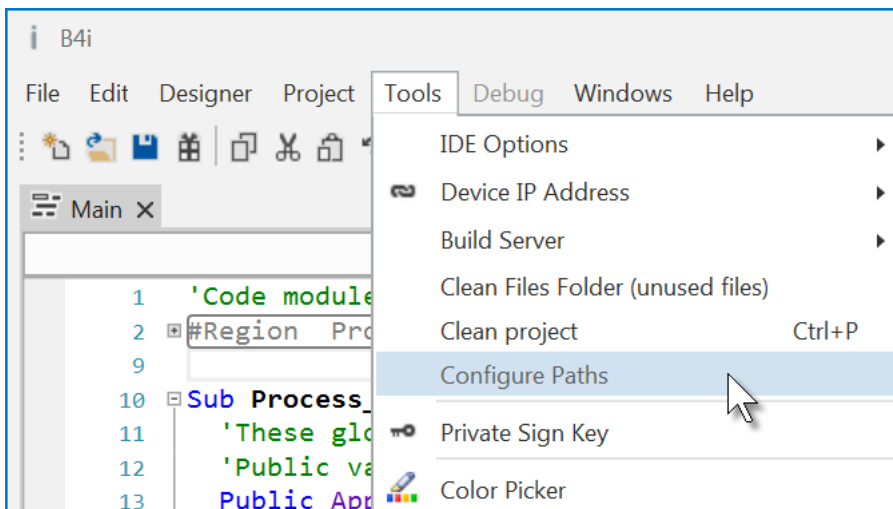 B4i
File Edit Designer Project Tools Debug Windows Help
IDE Options
Main
Device IP Address
Build Server
Clean Files Folder (unused files)
1 'Code module
2 #Region Pro
Clean project Ctrl+P
9
Configure Paths
10 Sub Process_
11 'These glo
Private Sign Key
12 'Public va
13 Public App
Color Picker